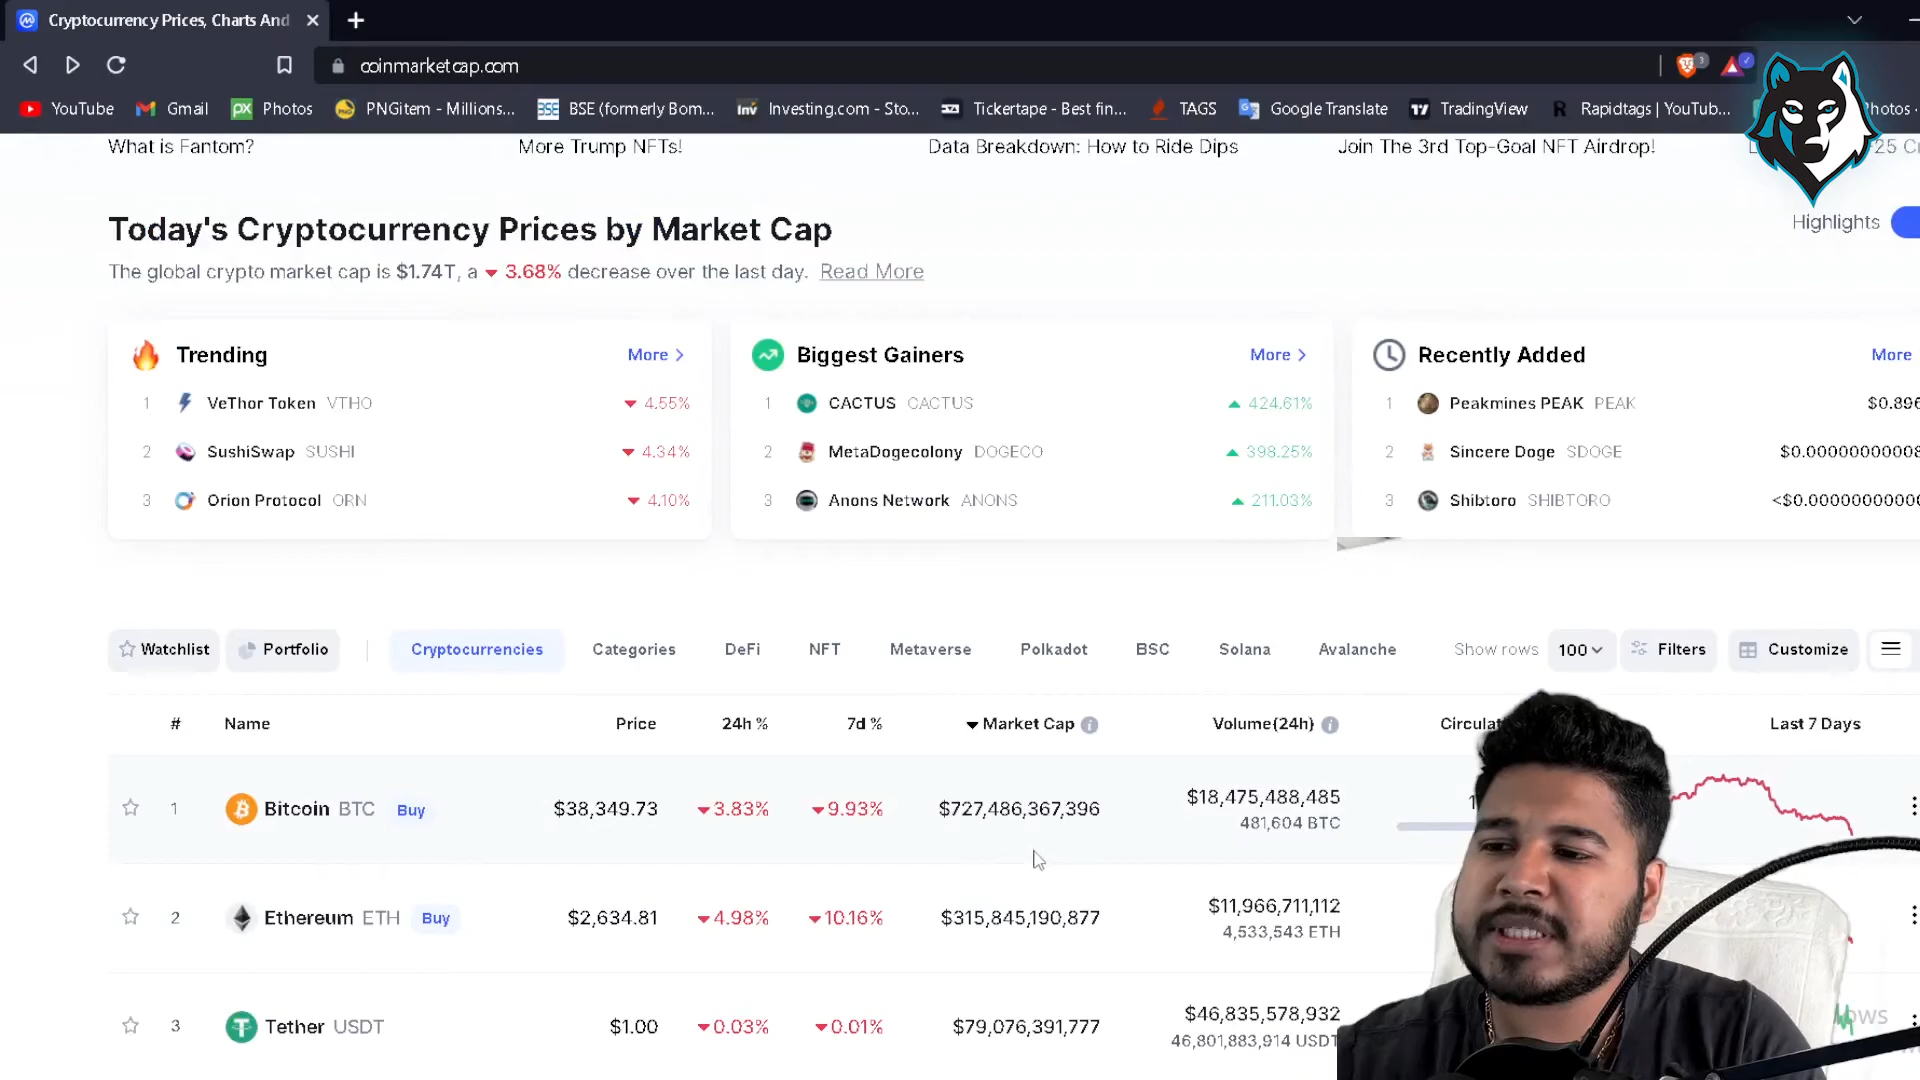 Cryptocurrency Prices, Charts And
coinmarketcap.com
3
YouTube Gmail Photos PNGitem - Millions... BSE (formerly Bom... Investing.com - Sto... Tickertape - Best fin... TAGS Google Translate TradingView Rapidtags | YouTub... Photos
What is Fantom? More Trump NFTs! Data Breakdown: How to Ride Dips Join The 3rd Top-Goal NFT Airdrop!
Today's Cryptocurrency Prices by Market Cap
Highlights
The global crypto market cap is $1.74T, a 3.68% decrease over the last day. Read More
Trending More >
1 VeThor Token VTHO 4.55%
2 SushiSwap SUSHI 4.34%
3 Orion Protocol ORN 4.10%
Biggest Gainers More >
1 CACTUS CACTUS 424.61%
2 MetaDogecolony DOGECO 398.25%
3 Anons Network ANONS 211.03%
Recently Added More
1 Peakmines PEAK PEAK $0.896
2 Sincere Doge SDOGE $0.00000000008
3 Shibtoro SHIBTORO <$0.0000000000
Watchlist Portfolio Cryptocurrencies Categories DeFi NFT Metaverse Polkadot BSC Solana Avalanche Show rows 100 Filters Customize
# Name Price 24h % 7d % Market Cap Volume(24h) Circulat Last 7 Days
1 Bitcoin BTC Buy $38,349.73 3.83% 9.93% $727,486,367,396 $18,475,488,485
481,604 BTC
2 Ethereum ETH Buy $2,634.81 4.98% 10.16% $315,845,190,877 $11,966,711,112
4,533,543 ETH
3 Tether USDT $1.00 0.03% 0.01% $79,076,391,777 $46,835,578,932
46,801,883,914 USDT